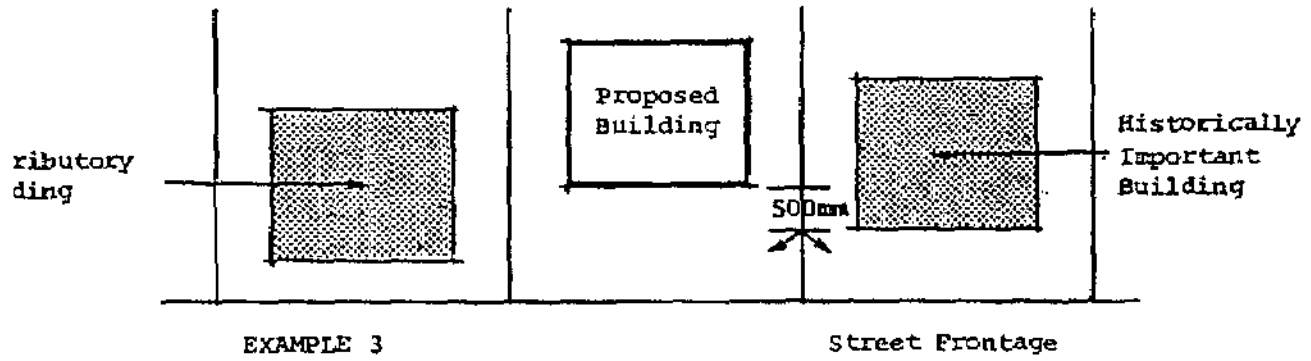 Proposed
Building
ributory
ding
500mm
Historically
Important
Building
EXAMPLE 3
Street Frontage